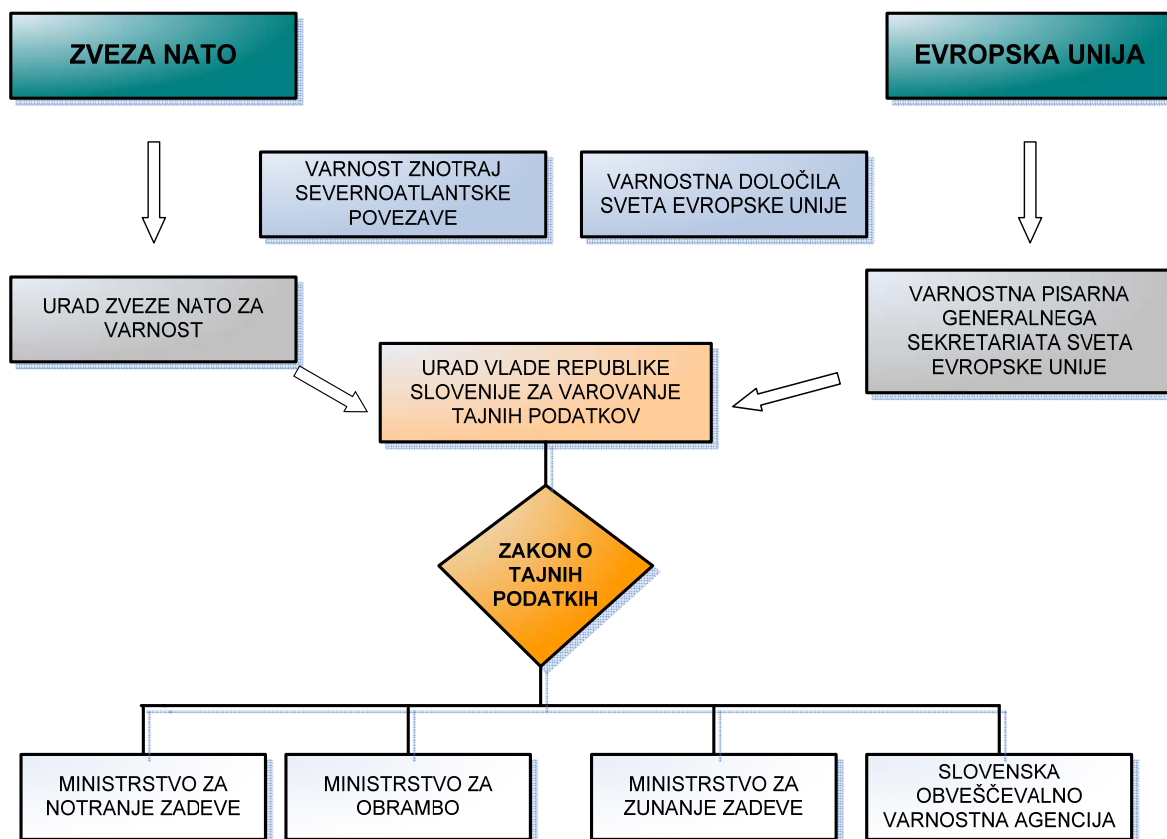 ZVEZA NATO
EVROPSKA UNIJA
VARNOST ZNOTRAJ
SEVERNOATLANTSKE
POVEZAVE
VARNOSTNA DOLOČILA
SVETA EVROPSKE UNIJE
URAD ZVEZE NATO ZA
VARNOST
VARNOSTNA PISARNA
GENERALNEGA
SEKRETARIATA SVETA
EVROPSKE UNIJE
URAD VLADE REPUBLIKE
SLOVENIJE ZA VAROVANJE
TAJNIH PODATKOV
ZAKON O
TAJNIH
PODATKIH
MINISTRSTVO ZA
NOTRANJE ZADEVE
MINISTRSTVO ZA
OBRAMBO
MINISTRSTVO ZA
ZUNANJE ZADEVE
SLOVENSKA
OBVEŠČEVALNO
VARNOSTNA AGENCIJA